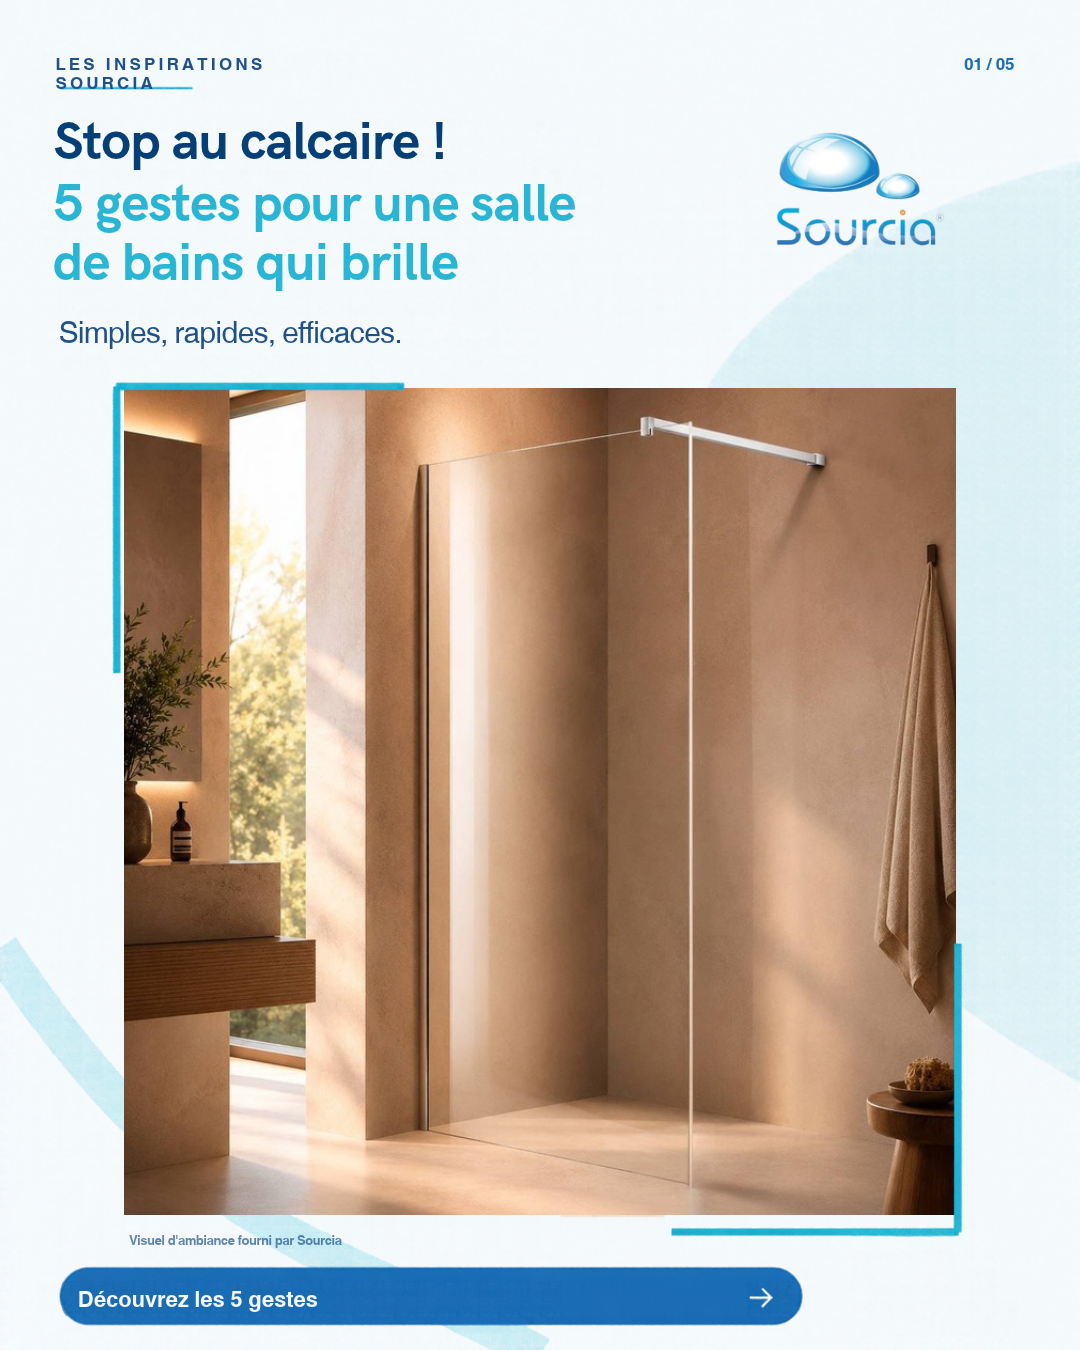 LES INSPIRATIONS
SOURCIA
01 / 05
Stop au calcaire !
5 gestes pour une salle
de bains qui brille
Sourcia®
Simples, rapides, efficaces.
Visuel d'ambiance fourni par Sourcia
Découvrez les 5 gestes